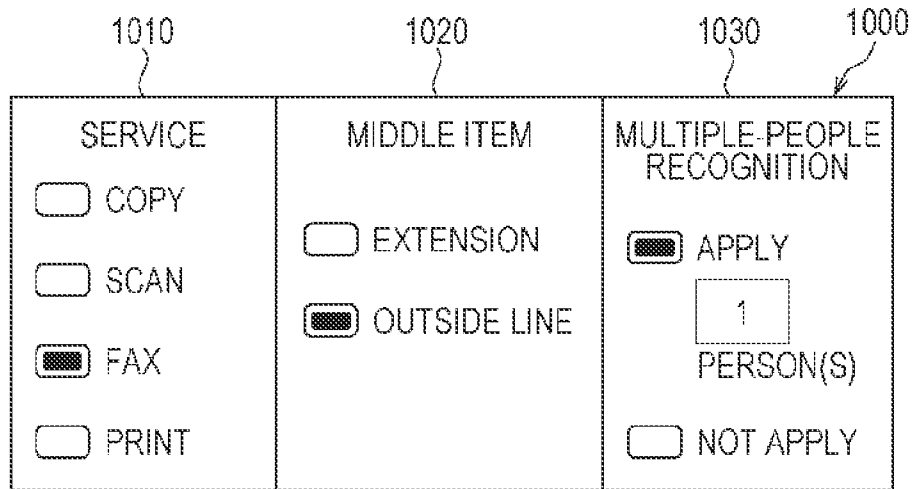 1010
1020
1030
1000
SERVICE
COPY
SCAN
FAX
PRINT
MIDDLE ITEM
EXTENSION
OUTSIDE LINE
MULTIPLE-PEOPLE
RECOGNITION
APPLY
1
PERSON(S)
NOT APPLY